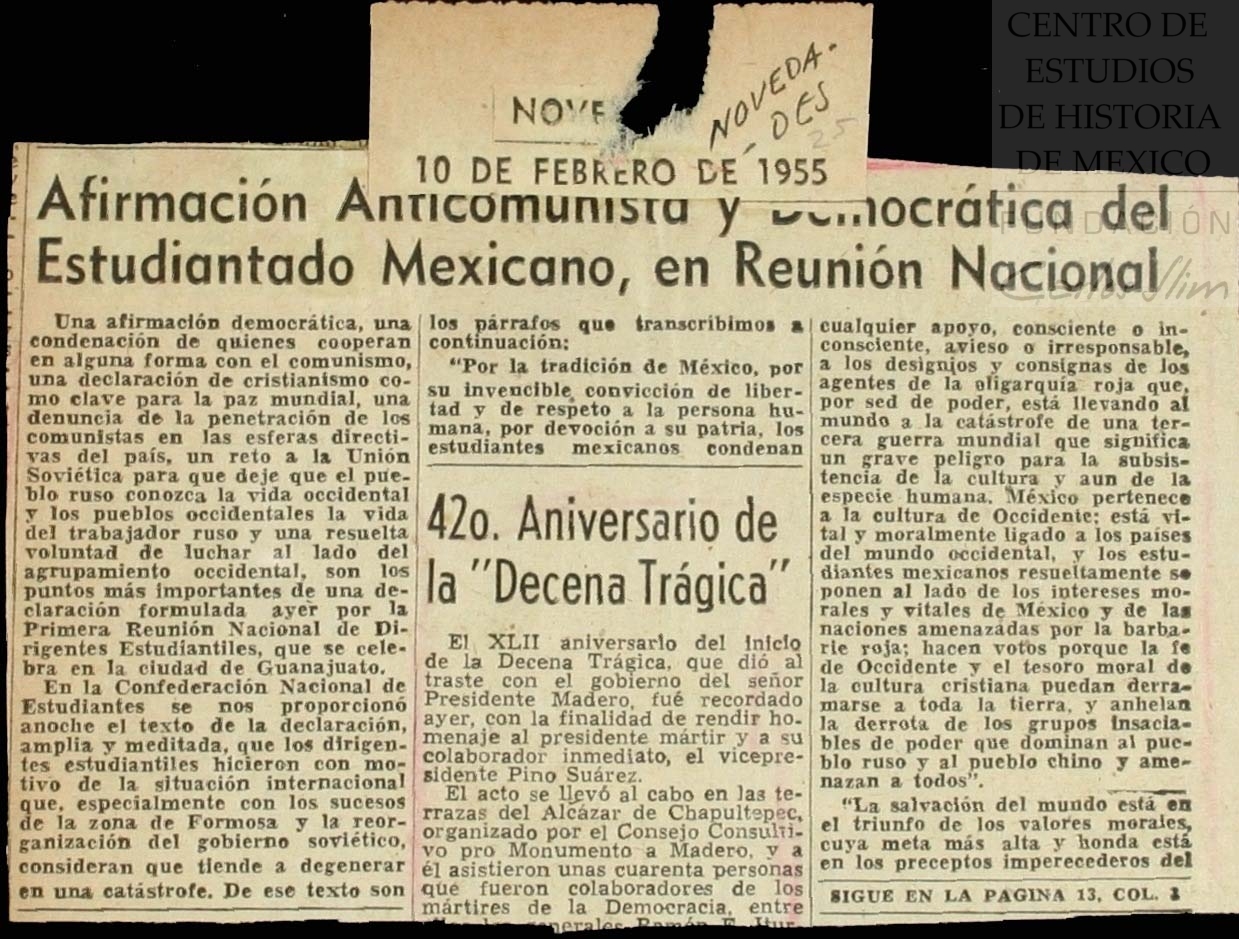 CENTRO DE
ESTUDIOS
DE HISTORIA
DE MEXICO
FUNDACIÓN
Carlos Slim
NOVE
NOVEDA-
DES
25
10 DE FEBRERO DE 1955
Afirmación Anticomunista y Democrática del
Estudiantado Mexicano, en Reunión Nacional
Una afirmación democrática, una
condenación de quienes cooperan
en alguna forma con el comunismo,
una declaración de cristianismo co-
mo clave para la paz mundial, una
denuncia de la penetración de los
comunistas en las esferas directi-
vas del país, un reto a la Unión
Soviética para que deje que el pue-
blo ruso conozca la vida occidental
y los pueblos occidentales la vida
del trabajador ruso y una resuelta
voluntad de luchar al lado del
agrupamiento occidental, son los
puntos más importantes de una de-
claración formulada ayer por la
Primera Reunión Nacional de Di-
rigentes Estudiantiles, que se cele-
bra en la ciudad de Guanajuato.
En la Confederación Nacional de
Estudiantes se nos proporcionó
anoche el texto de la declaración,
amplia y meditada, que los dirigen-
tes estudiantiles hicieron con mo-
tivo de la situación internacional
que, especialmente con los sucesos
de la zona de Formosa y la reor-
ganización del gobierno soviético,
consideran que tiende a degenerar
en una catástrofe. De ese texto son
los párrafos que transcribimos a
continuación:
"Por la tradición de México, por
su invencible convicción de liber-
tad y de respeto a la persona hu-
mana, por devoción a su patria, los
estudiantes mexicanos condenan
cualquier apoyo, consciente o in-
consciente, avieso o irresponsable,
a los designios y consignas de los
agentes de la oligarquía roja que,
por sed de poder, está llevando al
mundo a la catástrofe de una ter-
cera guerra mundial que significa
un grave peligro para la subsis-
tencia de la cultura y aun de la
especie humana. México pertenece
a la cultura de Occidente; está vi-
tal y moralmente ligado a los países
del mundo occidental, y los estu-
diantes mexicanos resueltamente se
ponen al lado de los intereses mo-
rales y vitales de México y de las
naciones amenazadas por la barba-
rie roja; hacen votos porque la fe
de Occidente y el tesoro moral de
la cultura cristiana puedan derra-
marse a toda la tierra, y anhelan
la derrota de los grupos insacia-
bles de poder que dominan al pue-
blo ruso y al pueblo chino y ame-
nazan a todos".
"La salvación del mundo está en
el triunfo de los valores morales,
cuya meta más alta y honda está
en los preceptos imperecederos del
SIGUE EN LA PAGINA 13, COL. 1
42o. Aniversario de
la "Decena Trágica"
El XLII aniversario del inicio
de la Decena Trágica, que dió al
traste con el gobierno del señor
Presidente Madero, fué recordado
ayer, con la finalidad de rendir ho-
menaje al presidente mártir y a su
colaborador inmediato, el vicepre-
sidente Pino Suárez.
El acto se llevó al cabo en las te-
rrazas del Alcázar de Chapultepec,
organizado por el Consejo Consulti-
vo pro Monumento a Madero, y a
él asistieron unas cuarenta personas
que fueron colaboradores de los
mártires de la Democracia, entre
generales Ramón F. Itur-